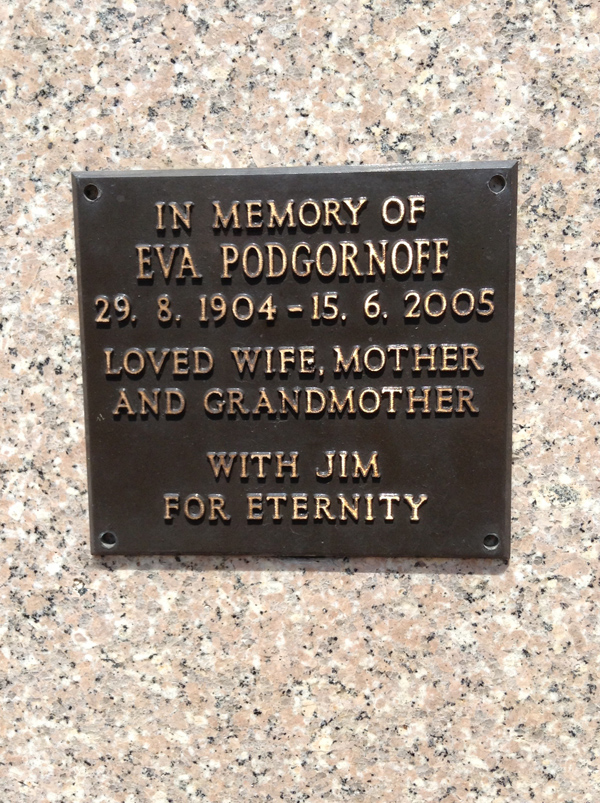 IN MEMORY OF
EVA PODGORNOFF
29. 8. 1904 - 15. 6. 2005
LOVED WIFE, MOTHER
AND GRANDMOTHER
WITH JIM
FOR ETERNITY